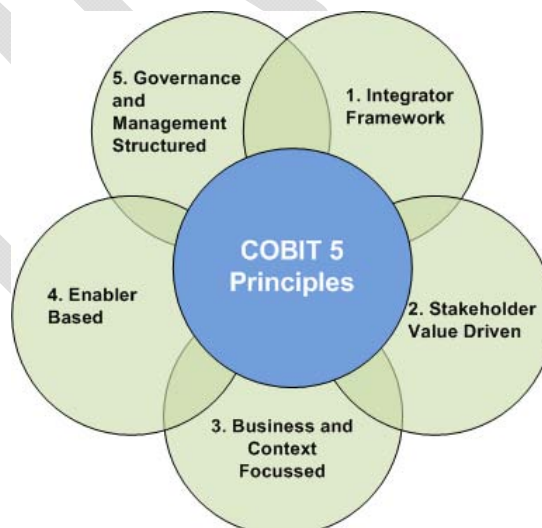 5. Governance
and
Management
Structured
1. Integrator
Framework
COBIT 5
Principles
4. Enabler
Based
2. Stakeholder
Value Driven
3. Business and
Context
Focussed